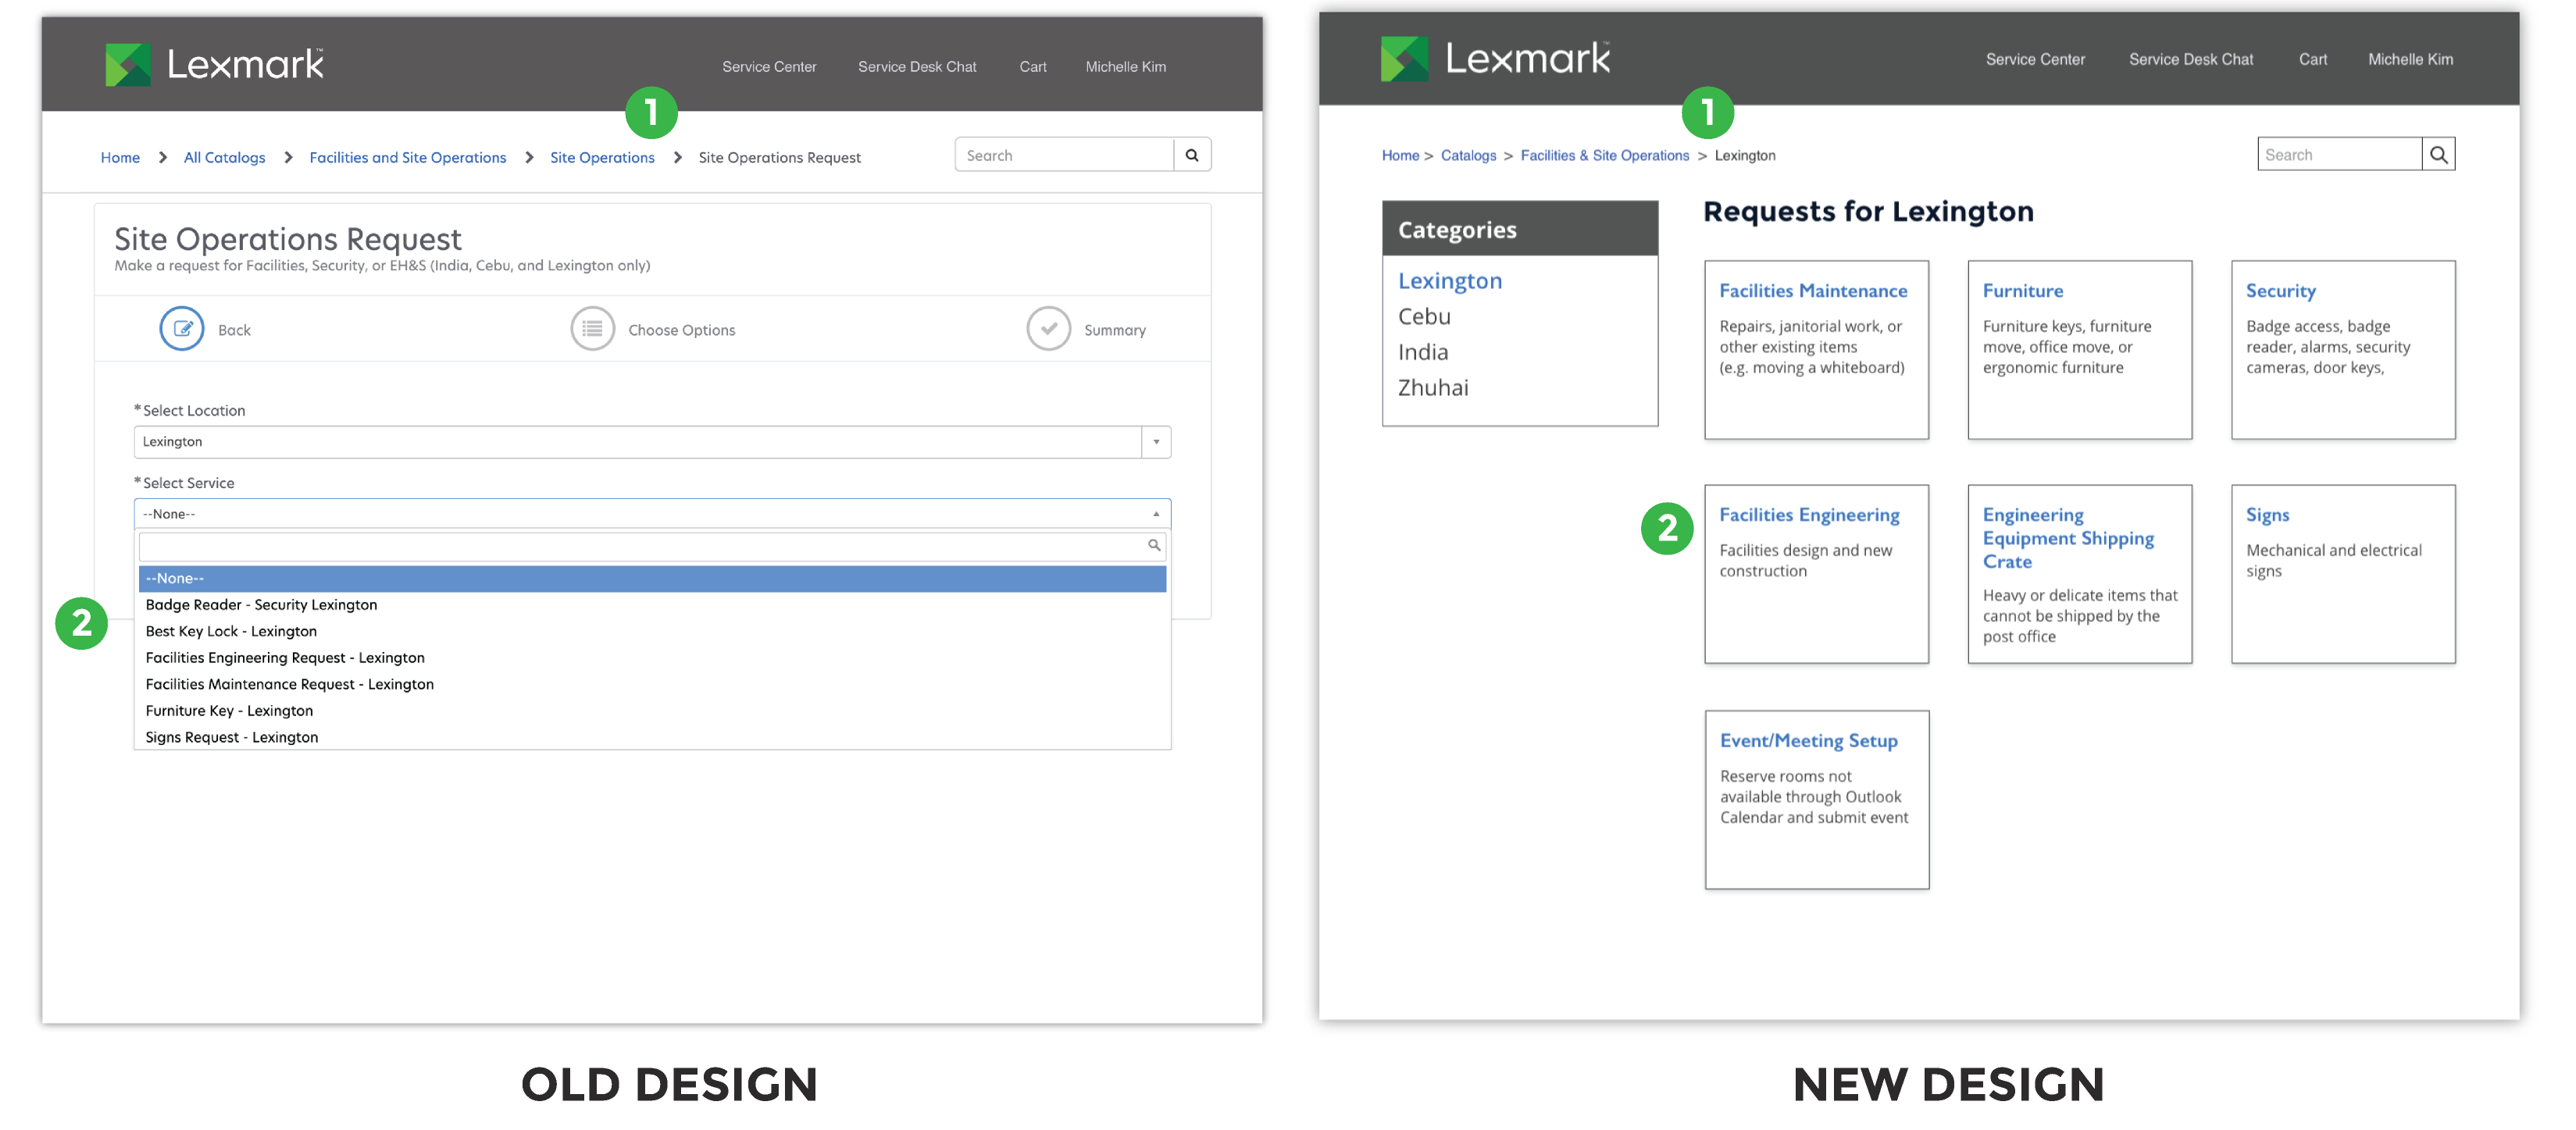 Lexmark™
Service Center Service Desk Chat Cart Michelle Kim
1
Home > All Catalogs > Facilities and Site Operations > Site Operations > Site Operations Request
Search
Site Operations Request
Make a request for Facilities, Security, or EH&S (India, Cebu, and Lexington only)
Back Choose Options Summary
*Select Location
Lexington
*Select Service
--None--
--None--
2
Badge Reader - Security Lexington
Best Key Lock - Lexington
Facilities Engineering Request - Lexington
Facilities Maintenance Request - Lexington
Furniture Key - Lexington
Signs Request - Lexington
OLD DESIGN
Lexmark™
Service Center Service Desk Chat Cart Michelle Kim
1
Home > Catalogs > Facilities & Site Operations > Lexington
Search
Categories
Lexington
Cebu
India
Zhuhai
Requests for Lexington
Facilities Maintenance
Repairs, janitorial work, or
other existing items
(e.g. moving a whiteboard)
Furniture
Furniture keys, furniture
move, office move, or
ergonomic furniture
Security
Badge access, badge
reader, alarms, security
cameras, door keys,
2
Facilities Engineering
Facilities design and new
construction
Engineering
Equipment Shipping
Crate
Heavy or delicate items that
cannot be shipped by the
post office
Signs
Mechanical and electrical
signs
Event/Meeting Setup
Reserve rooms not
available through Outlook
Calendar and submit event
NEW DESIGN